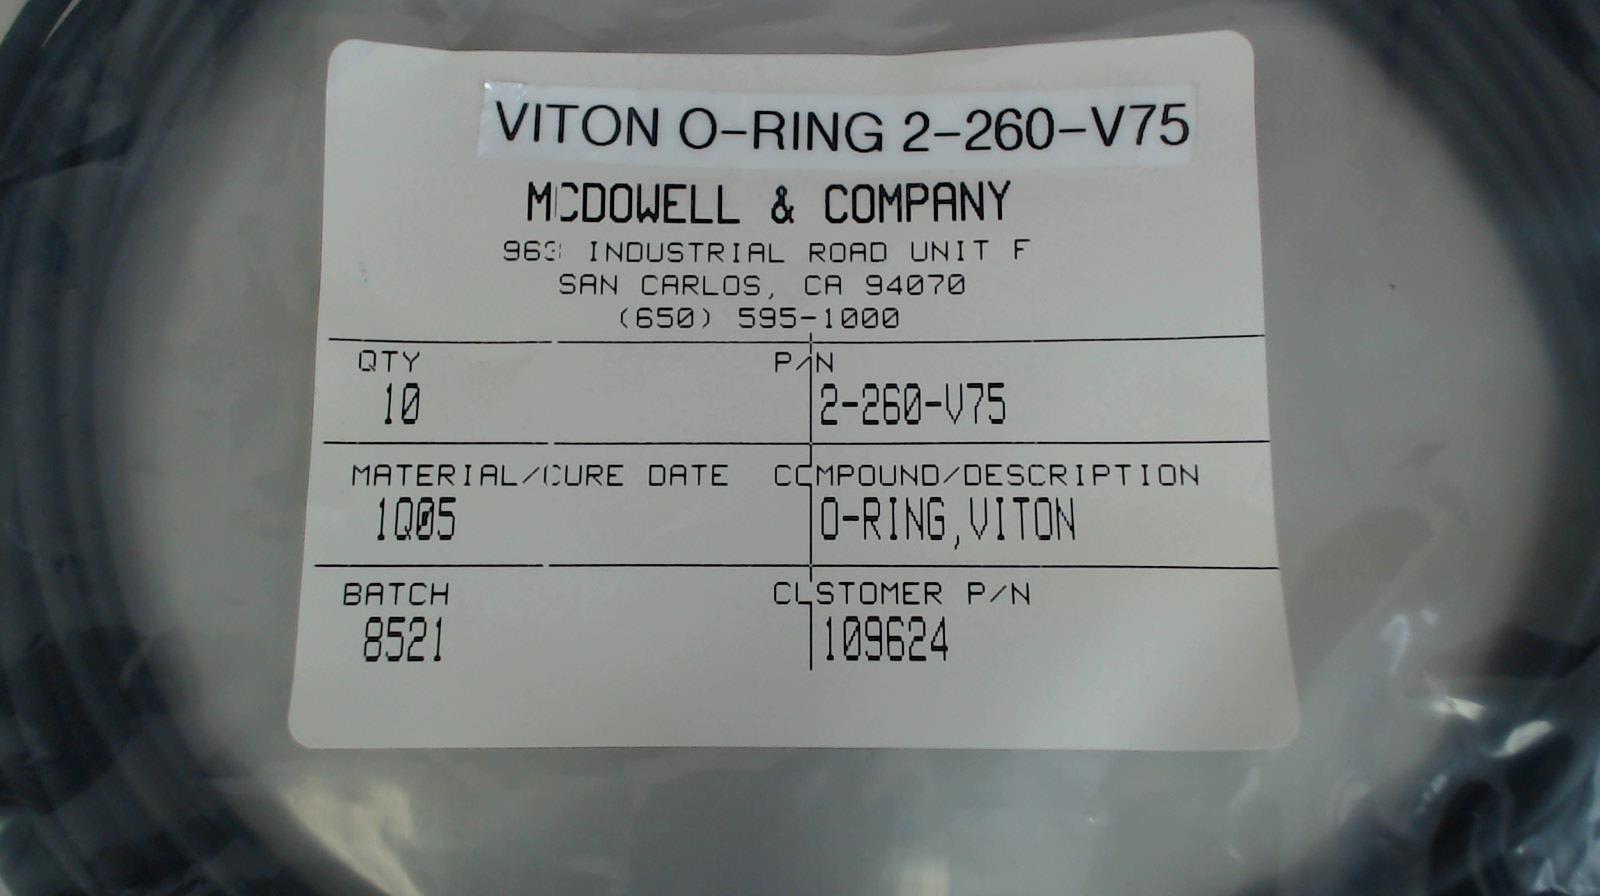 VITON O-RING 2-260-V75
MCDOWELL & COMPANY
963 INDUSTRIAL ROAD UNIT F
SAN CARLOS, CA 94070
(650) 595-1000
QTY P/N
10 2-260-V75
MATERIAL/CURE DATE COMPOUND/DESCRIPTION
1Q05 O-RING,VITON
BATCH CUSTOMER P/N
8521 109624